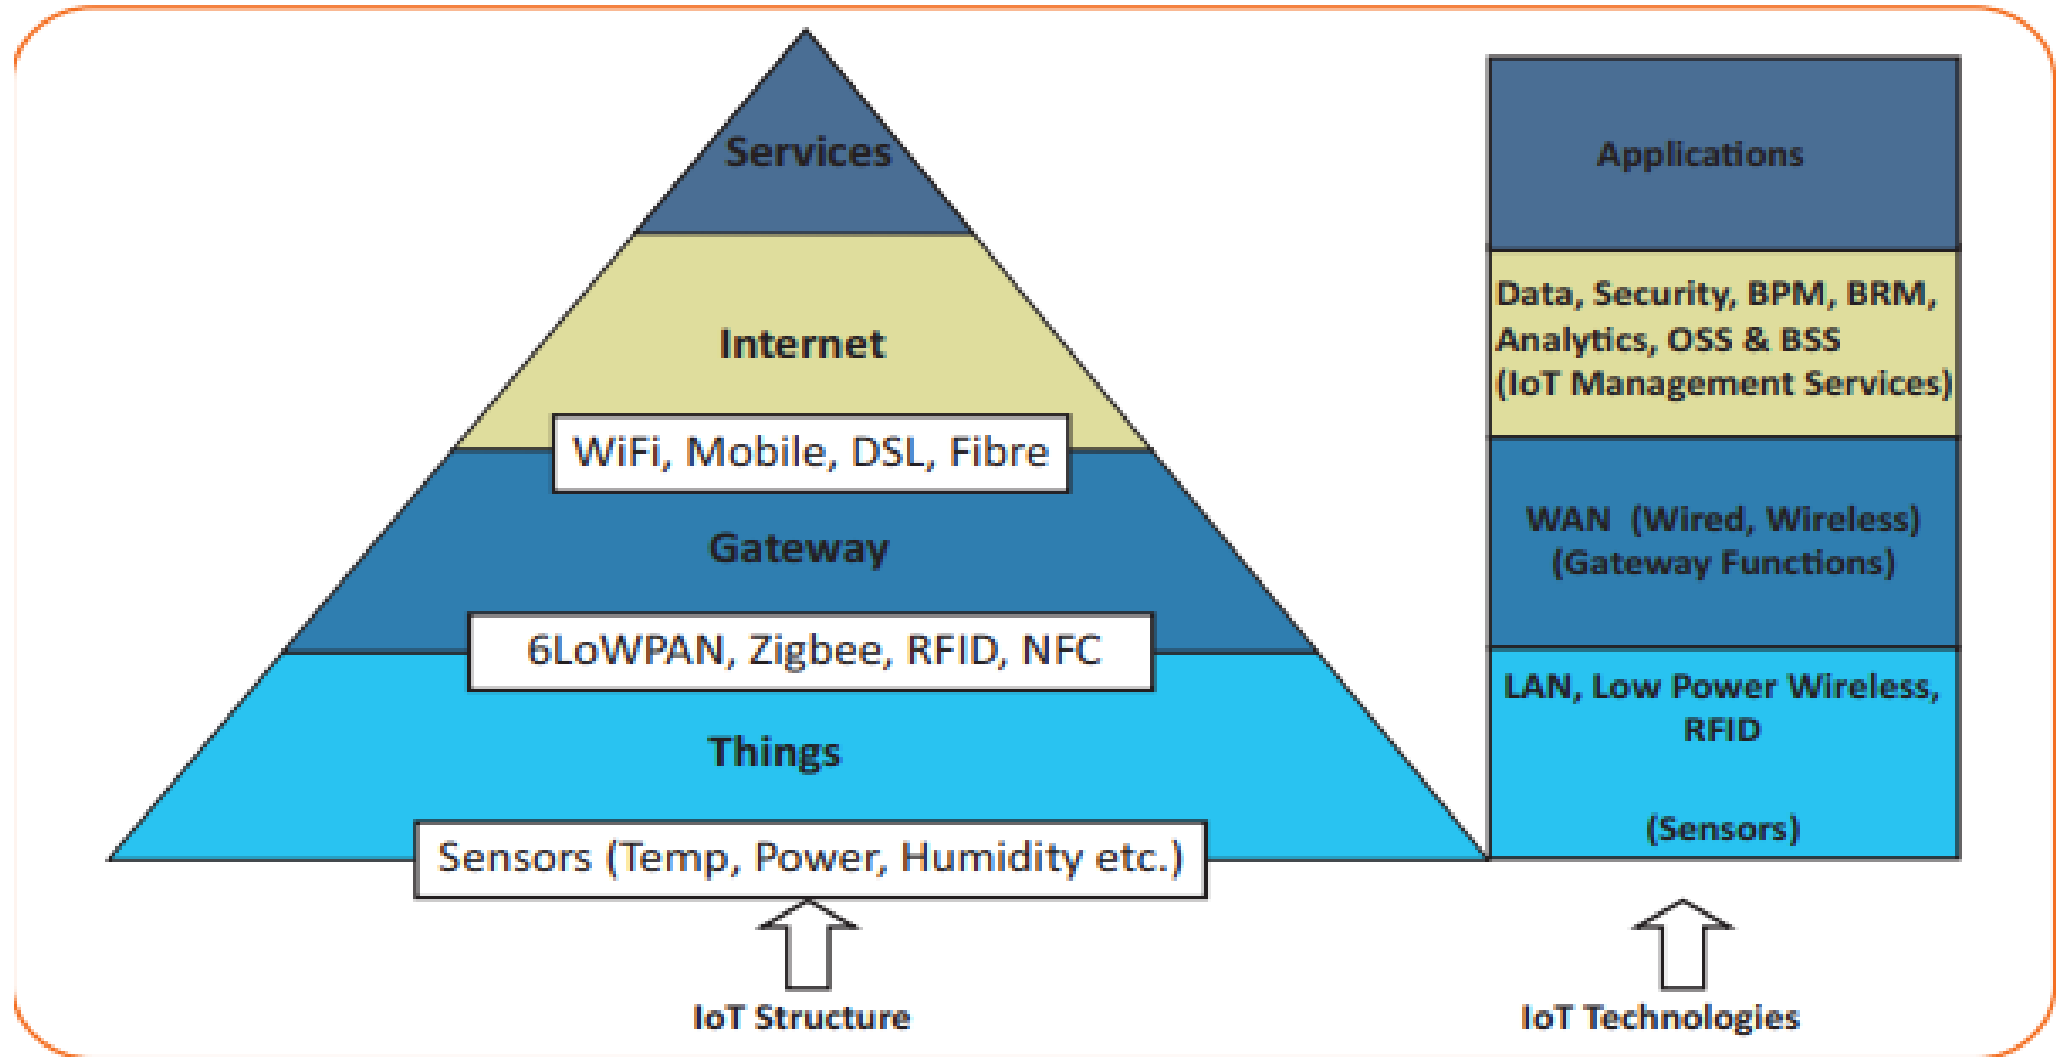 Services
Internet
WiFi, Mobile, DSL, Fibre
Gateway
6LoWPAN, Zigbee, RFID, NFC
Things
Sensors (Temp, Power, Humidity etc.)
IoT Structure
Applications
Data, Security, BPM, BRM,
Analytics, OSS & BSS
(IoT Management Services)
WAN (Wired, Wireless)
(Gateway Functions)
LAN, Low Power Wireless,
RFID
(Sensors)
IoT Technologies